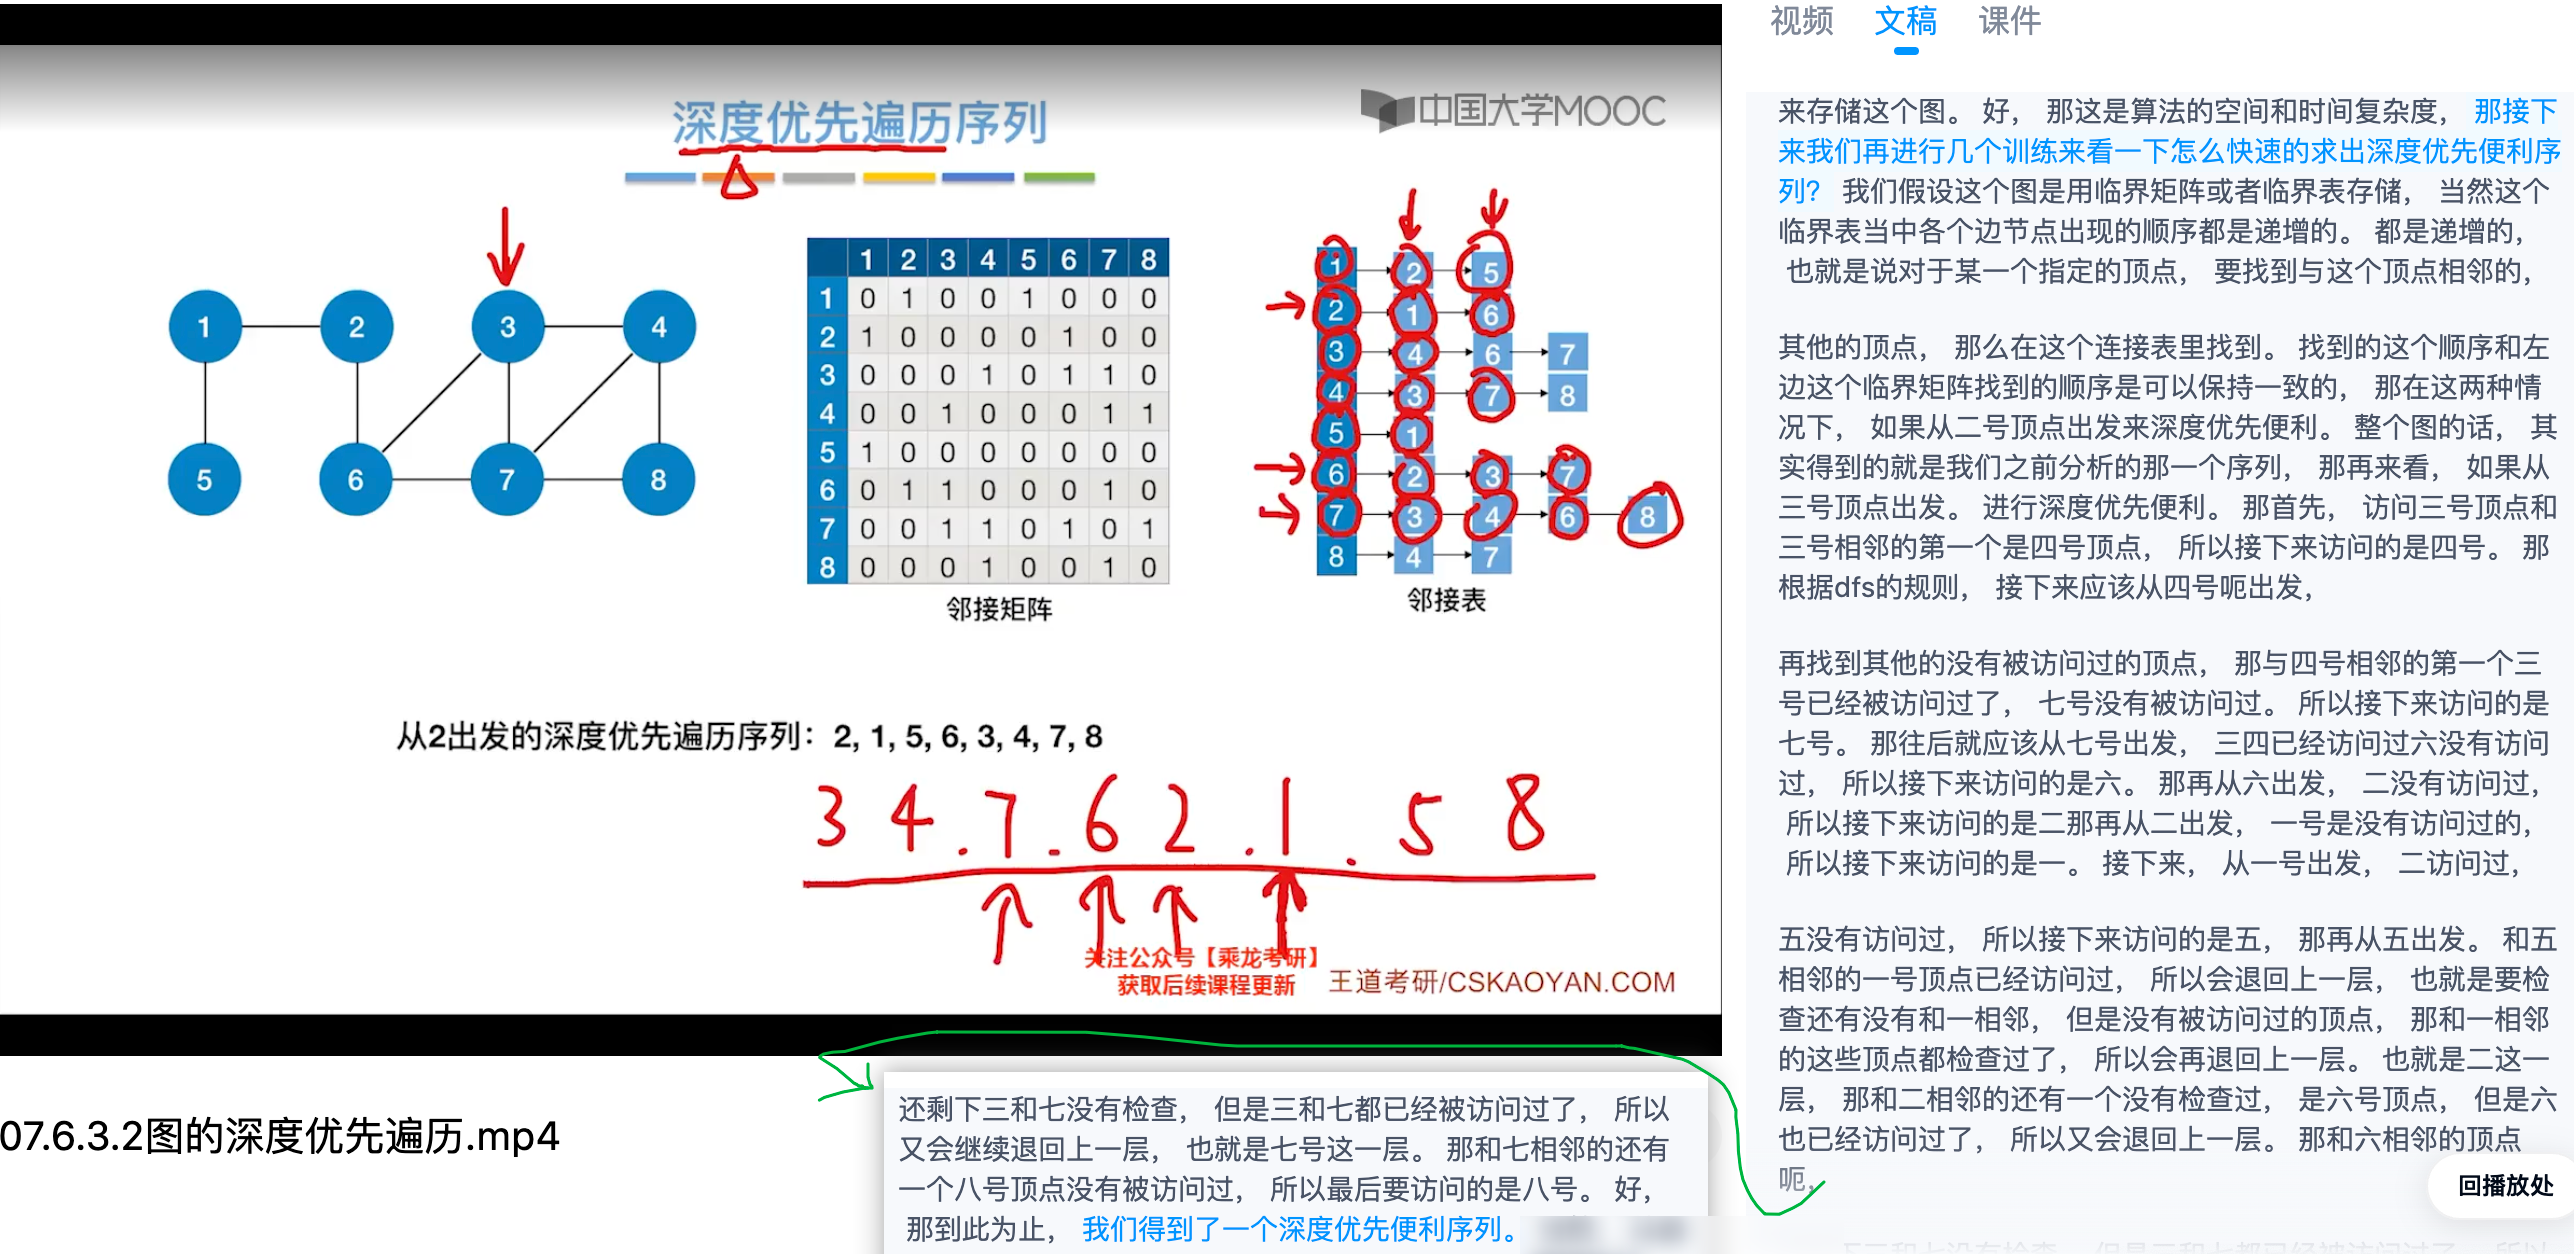 深度优先遍历序列
中国大学MOOC
1 2 3 4
5 6 7 8
1 2 3 4 5 6 7 8
1 0 1 0 0 1 0 0 0
2 1 0 0 0 0 1 0 0
3 0 0 0 1 0 1 1 0
4 0 0 1 0 0 0 1 1
5 1 0 0 0 0 0 0 0
6 0 1 1 0 0 0 1 0
7 0 0 1 1 0 1 0 1
8 0 0 0 1 0 0 1 0
邻接矩阵
1 2 5
2 1 6
3 4 6 7
4 3 7 8
5 1
6 2 3 7
7 3 4 6 8
8 4 7
邻接表
从2出发的深度优先遍历序列：2, 1, 5, 6, 3, 4, 7, 8
3 4 . 7 . 6 2 . 1 . 5 8
关注公众号【乘龙考研】
获取后续课程更新
王道考研/CSKAOYAN.COM
07.6.3.2图的深度优先遍历.mp4
视频 文稿 课件
来存储这个图。 好， 那这是算法的空间和时间复杂度， 那接下
来我们再进行几个训练来看一下怎么快速的求出深度优先便利序
列？ 我们假设这个图是用临界矩阵或者临界表存储， 当然这个
临界表当中各个边节点出现的顺序都是递增的。 都是递增的，
也就是说对于某一个指定的顶点， 要找到与这个顶点相邻的，
其他的顶点， 那么在这个连接表里找到。 找到的这个顺序和左
边这个临界矩阵找到的顺序是可以保持一致的， 那在这两种情
况下， 如果从二号顶点出发来深度优先便利。 整个图的话， 其
实得到的就是我们之前分析的那一个序列， 那再来看， 如果从
三号顶点出发。 进行深度优先便利。 那首先， 访问三号顶点和
三号相邻的第一个是四号顶点， 所以接下来访问的是四号。 那
根据dfs的规则， 接下来应该从四号呃出发，
再找到其他的没有被访问过的顶点， 那与四号相邻的第一个三
号已经被访问过了， 七号没有被访问过。 所以接下来访问的是
七号。 那往后就应该从七号出发， 三四已经访问过六没有访问
过， 所以接下来访问的是六。 那再从六出发， 二没有访问过，
所以接下来访问的是二那再从二出发， 一号是没有访问过的，
所以接下来访问的是一。 接下来， 从一号出发， 二访问过，
五没有访问过， 所以接下来访问的是五， 那再从五出发。 和五
相邻的一号顶点已经访问过， 所以会退回上一层， 也就是要检
查还有没有和一相邻， 但是没有被访问过的顶点， 那和一相邻
的这些顶点都检查过了， 所以会再退回上一层。 也就是二这一
层， 那和二相邻的还有一个没有检查过， 是六号顶点， 但是六
也已经访问过了， 所以又会退回上一层。 那和六相邻的顶点
呃，
回播放处
还剩下三和七没有检查， 但是三和七都已经被访问过了， 所以
又会继续退回上一层， 也就是七号这一层。 那和七相邻的还有
一个八号顶点没有被访问过， 所以最后要访问的是八号。 好，
那到此为止， 我们得到了一个深度优先便利序列。